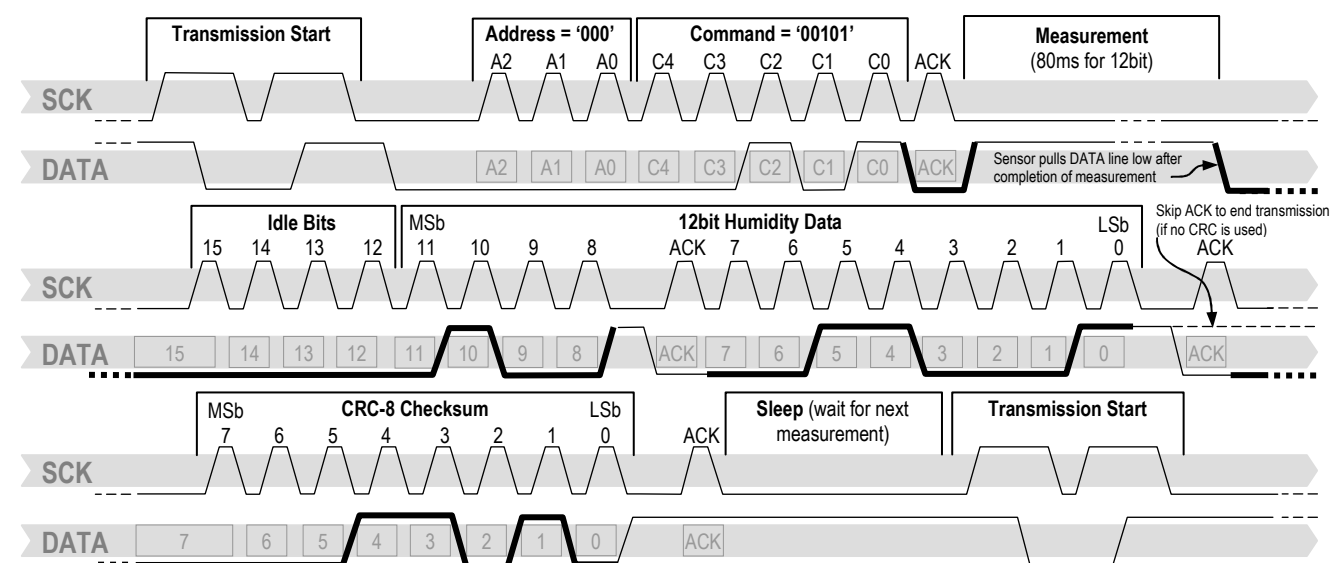 Transmission Start Address = ‘000’ Command = ‘00101’ Measurement
(80ms for 12bit)
A2 A1 A0 C4 C3 C2 C1 C0 ACK
SCK
DATA A2 A1 A0 C4 C3 C2 C1 C0 ACK
Sensor pulls DATA line low after
completion of measurement
Skip ACK to end transmission
(if no CRC is used)
Idle Bits MSb 12bit Humidity Data LSb
15 14 13 12 11 10 9 8 ACK 7 6 5 4 3 2 1 0 ACK
SCK
DATA 15 14 13 12 11 10 9 8 ACK 7 6 5 4 3 2 1 0 ACK
MSb CRC-8 Checksum LSb Sleep (wait for next
measurement) Transmission Start
7 6 5 4 3 2 1 0 ACK
SCK
DATA 7 6 5 4 3 2 1 0 ACK